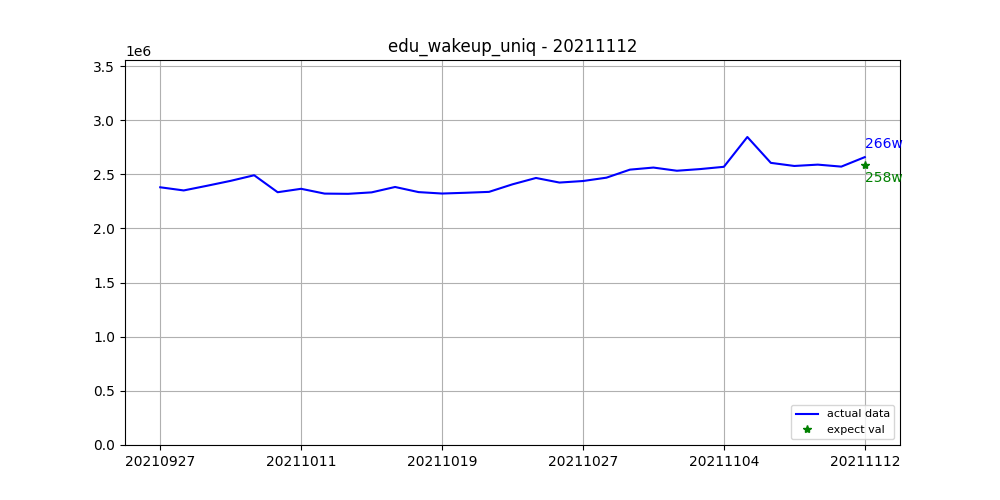 edu_wakeup_uniq - 20211112
1e6
3.5
3.0
2.5
2.0
1.5
1.0
0.5
0.0
266w
258w
actual data
expect val
20210927 20211011 20211019 20211027 20211104 20211112